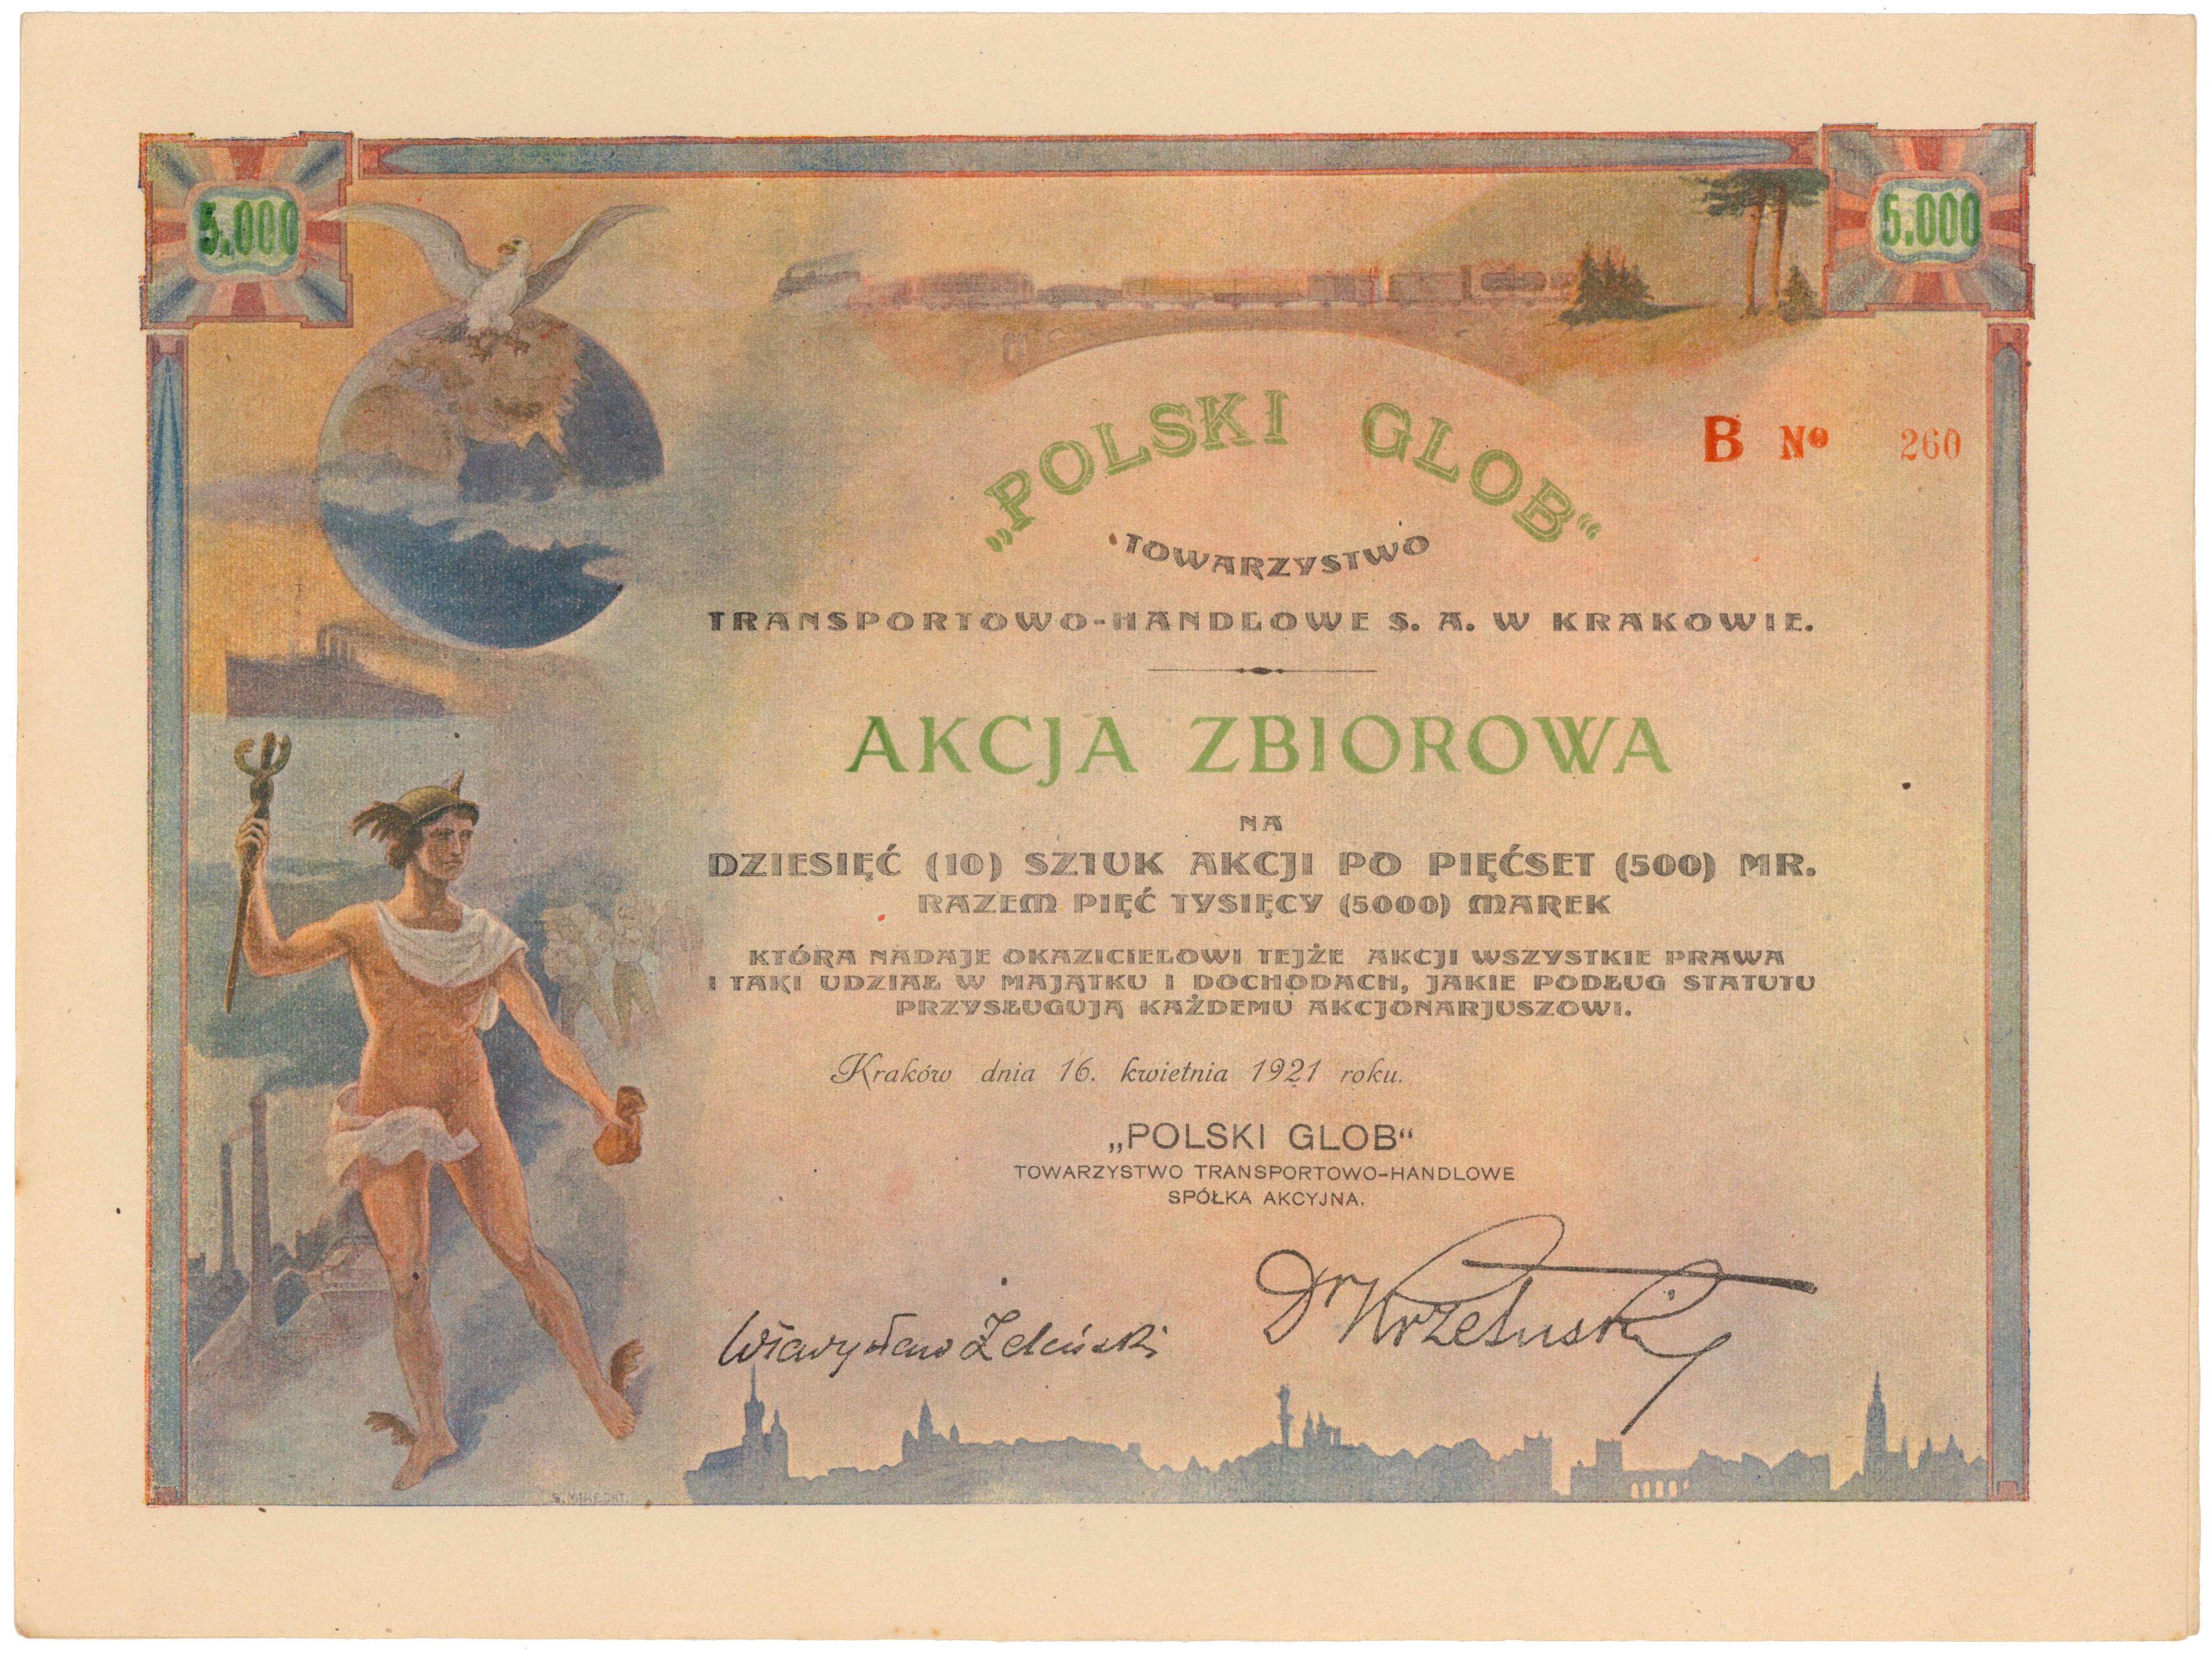 5.000
5.000
„POLSKI GLOB“
B No 260
TOWARZYSTWO
TRANSPORTOWO-HANDLOWE S. A. W KRAKOWIE.
AKCJA ZBIOROWA
NA
DZIESIĘĆ (10) SZTUK AKCJI PO PIĘĆSET (500) MR.
RAZEM PIĘĆ TYSIĘCY (5000) MAREK
KTÓRA NADAJE OKAZICIELOWI TEJŻE AKCJI WSZYSTKIE PRAWA
I TAKI UDZIAŁ W MAJĄTKU I DOCHODACH, JAKIE PODŁUG STATUTU
PRZYSŁUGUJĄ KAŻDEMU AKCJONARJUSZOWI.
Kraków dnia 16. kwietnia 1921 roku.
„POLSKI GLOB“
TOWARZYSTWO TRANSPORTOWO-HANDLOWE
SPÓŁKA AKCYJNA.
Dr